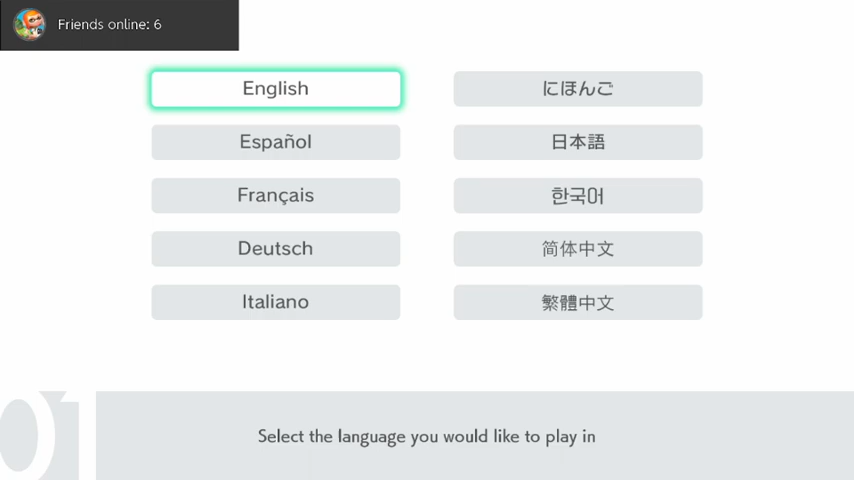 Friends online: 6
English
Español
Français
Deutsch
Italiano
にほんご
日本語
한국어
简体中文
繁體中文
01
Select the language you would like to play in